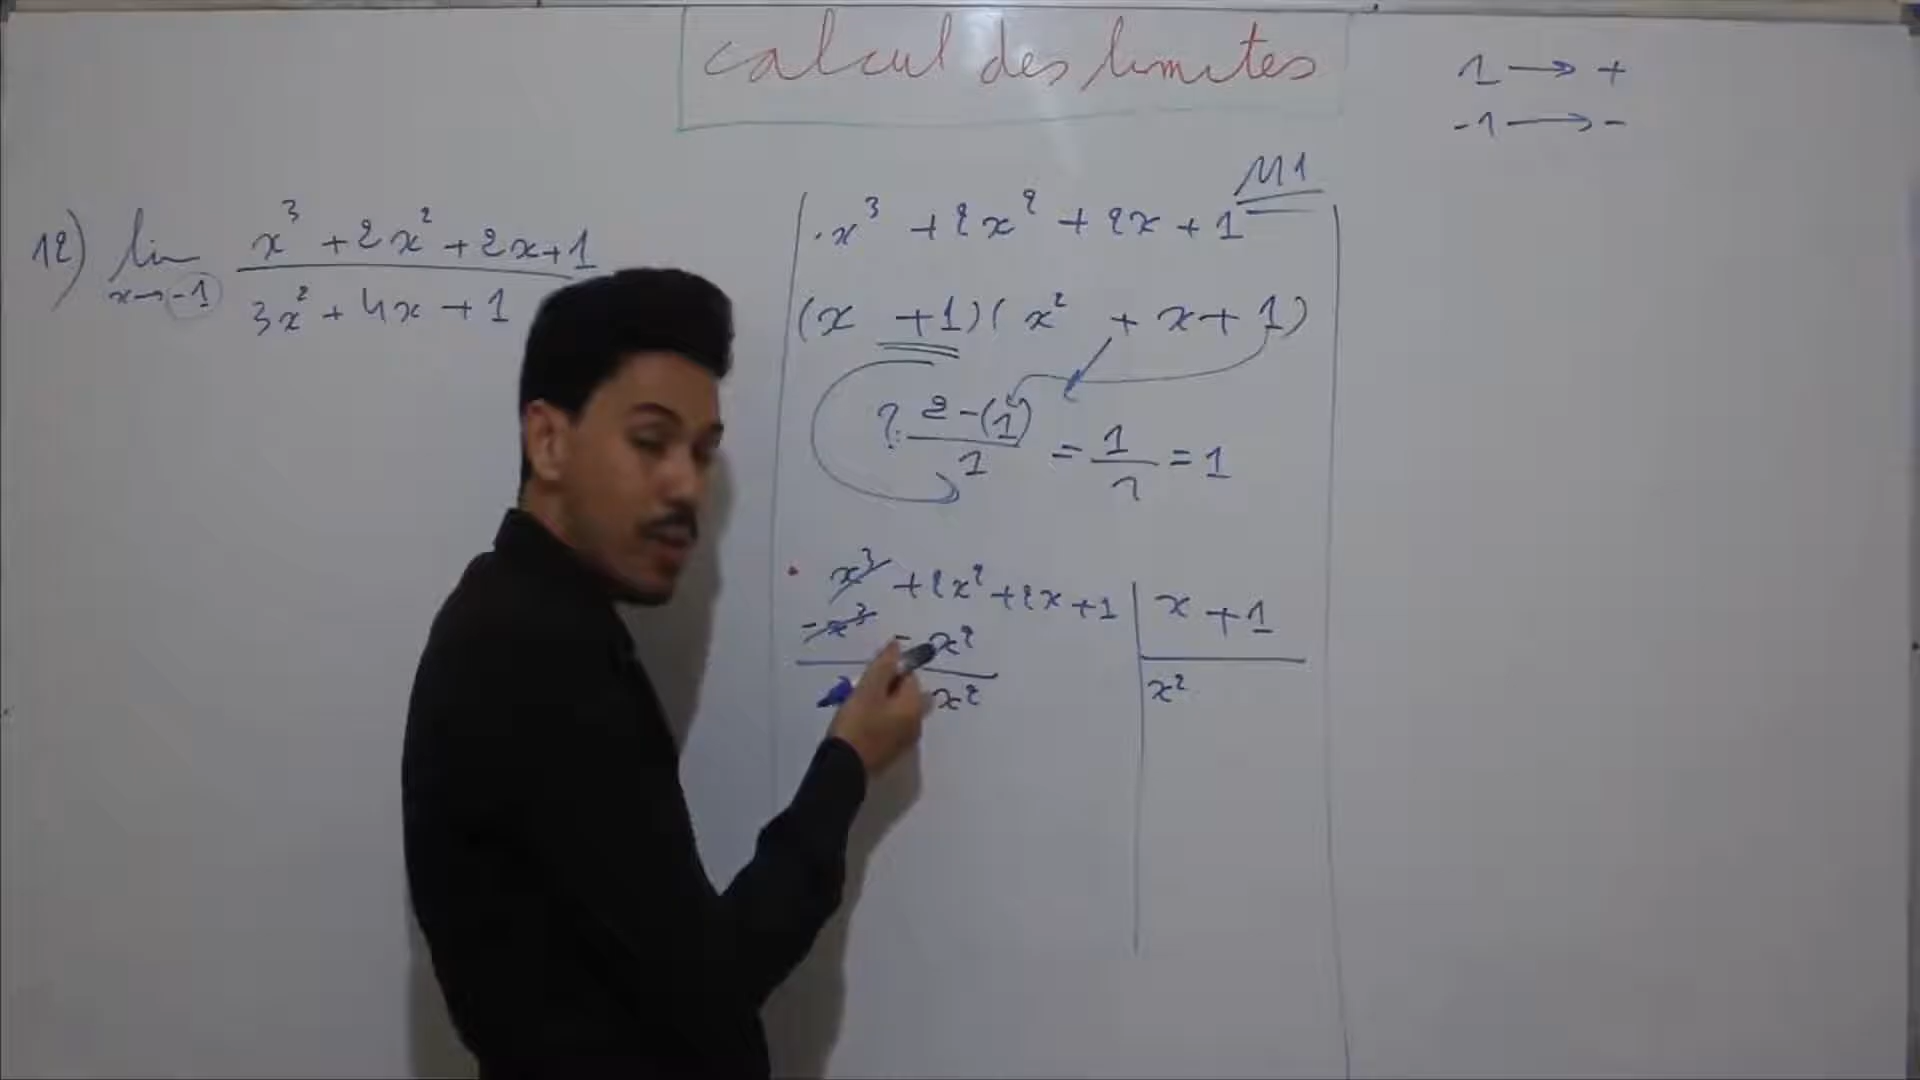 calcul des limites
1 → +
-1 → -
12) lim x→-1 (x³ + 2x² + 2x + 1) / (3x² + 4x + 1)
M1
. x³ + 2x² + 2x + 1
(x + 1)(x² + x + 1)
? (2 - (1)) / 1 = 1/1 = 1
. x³ + 2x² + 2x + 1 | x + 1
-x³ - x² | x²
x²